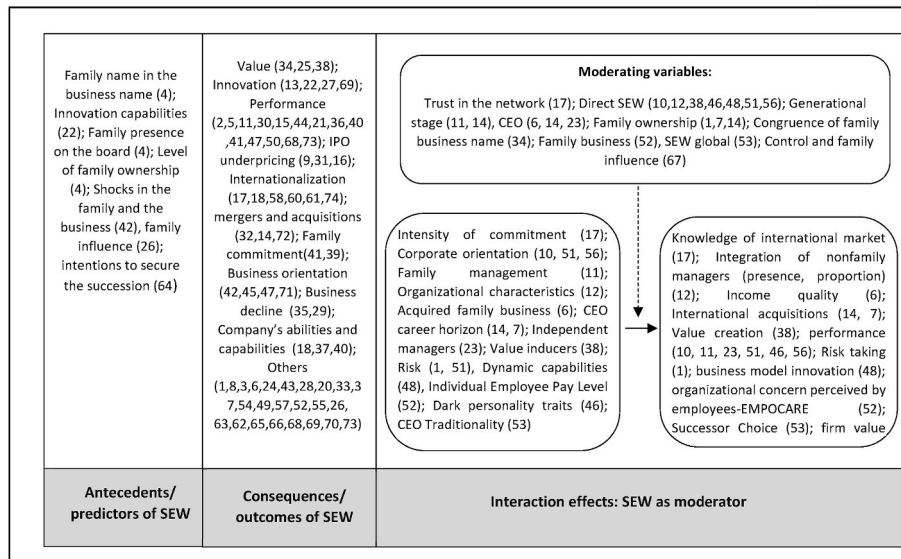 Family name in the
business name (4);
Innovation capabilities
(22); Family presence
on the board (4); Level
of family ownership
(4); Shocks in the
family and the
business (42), family
influence (26);
intentions to secure
the succession (64)
Value (34,25,38);
Innovation (13,22,27,69);
Performance
(2,5,11,30,15,44,21,36,40
,41,47,50,68,73); IPO
underpricing (9,31,16);
Internationalization
(17,18,58,60,61,74);
mergers and acquisitions
(32,14,72); Family
commitment(41,39);
Business orientation
(42,45,47,71); Business
decline (35,29);
Company's abilities and
capabilities (18,37,40);
Others
(1,8,3,6,24,43,28,20,33,3
7,54,49,57,52,55,26,
63,62,65,66,68,69,70,73)
Moderating variables:
Trust in the network (17); Direct SEW (10,12,38,46,48,51,56); Generational
stage (11, 14), CEO (6, 14, 23); Family ownership (1,7,14); Congruence of family
business name (34); Family business (52), SEW global (53); Control and family
influence (67)
Intensity of commitment (17);
Corporate orientation (10, 51, 56);
Family management (11);
Organizational characteristics (12);
Acquired family business (6); CEO
career horizon (14, 7); Independent
managers (23); Value inducers (38);
Risk (1, 51), Dynamic capabilities
(48), Individual Employee Pay Level
(52); Dark personality traits (46);
CEO Traditionality (53)
Knowledge of international market
(17); Integration of nonfamily
managers (presence, proportion)
(12); Income quality (6);
International acquisitions (14, 7);
Value creation (38); performance
(10, 11, 23, 51, 46, 56); Risk taking
(1); business model innovation (48);
organizational concern perceived by
employees-EMPOCARE (52);
Successor Choice (53); firm value
Antecedents/
predictors of SEW
Consequences/
outcomes of SEW
Interaction effects: SEW as moderator